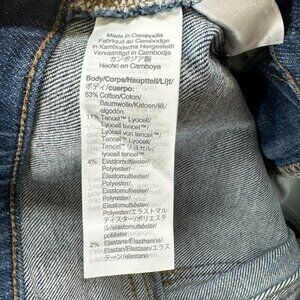 Made in Cambodia
Fabriqué au Cambodge
In Kambodscha Hergestellt
Vervaardigd in Cambodja
カンボジア製
Hecho en Camboya
Body/Corps/Hauptteil/Lijf/
ボディ/cuerpo:
83% Cotton/Coton/
Baumwolle/Katoen/綿/
algodón
11% Tencel™ Lyocell/
Lyocell tencel™/
Tencel™ Lyocell/
Lyocell von tencel™/
Tencel™ リヨセル/
lyocell tencel™
4% Elastomultiester/
Polyester/
Elastomultiester/
Polyester/
Elastomultiester/
Polyester/エラストマル
ティエスター/ポリエステル
/elastomultiéster/
poliéster
2% Elastane/Elasthanne/
Elastan/Elastaan/エラス
テーン/elastano